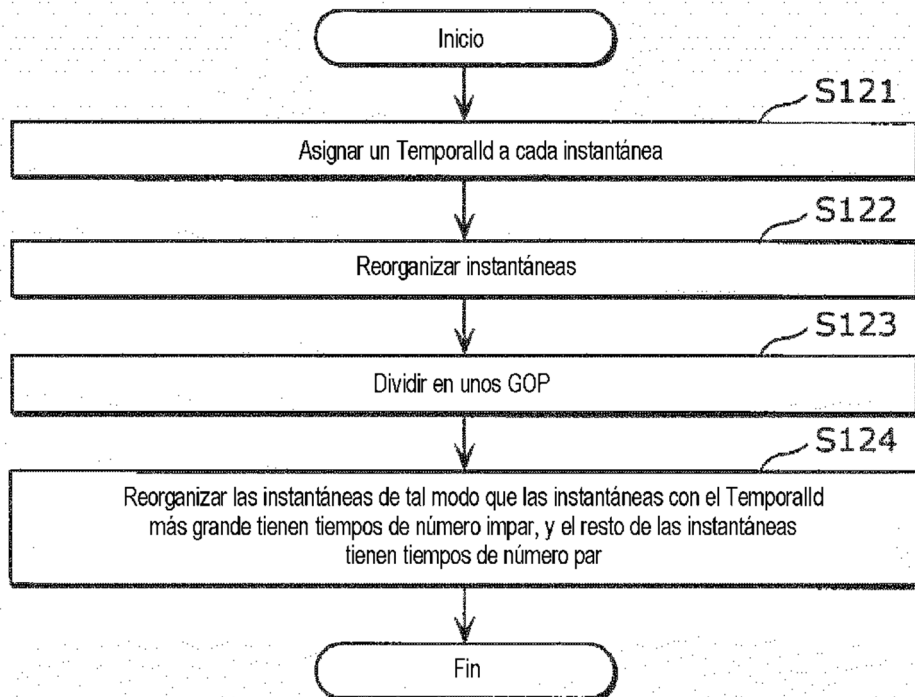 Inicio
S121
Asignar un TemporalId a cada instantánea
S122
Reorganizar instantáneas
S123
Dividir en unos GOP
S124
Reorganizar las instantáneas de tal modo que las instantáneas con el TemporalId
más grande tienen tiempos de número impar, y el resto de las instantáneas
tienen tiempos de número par
Fin